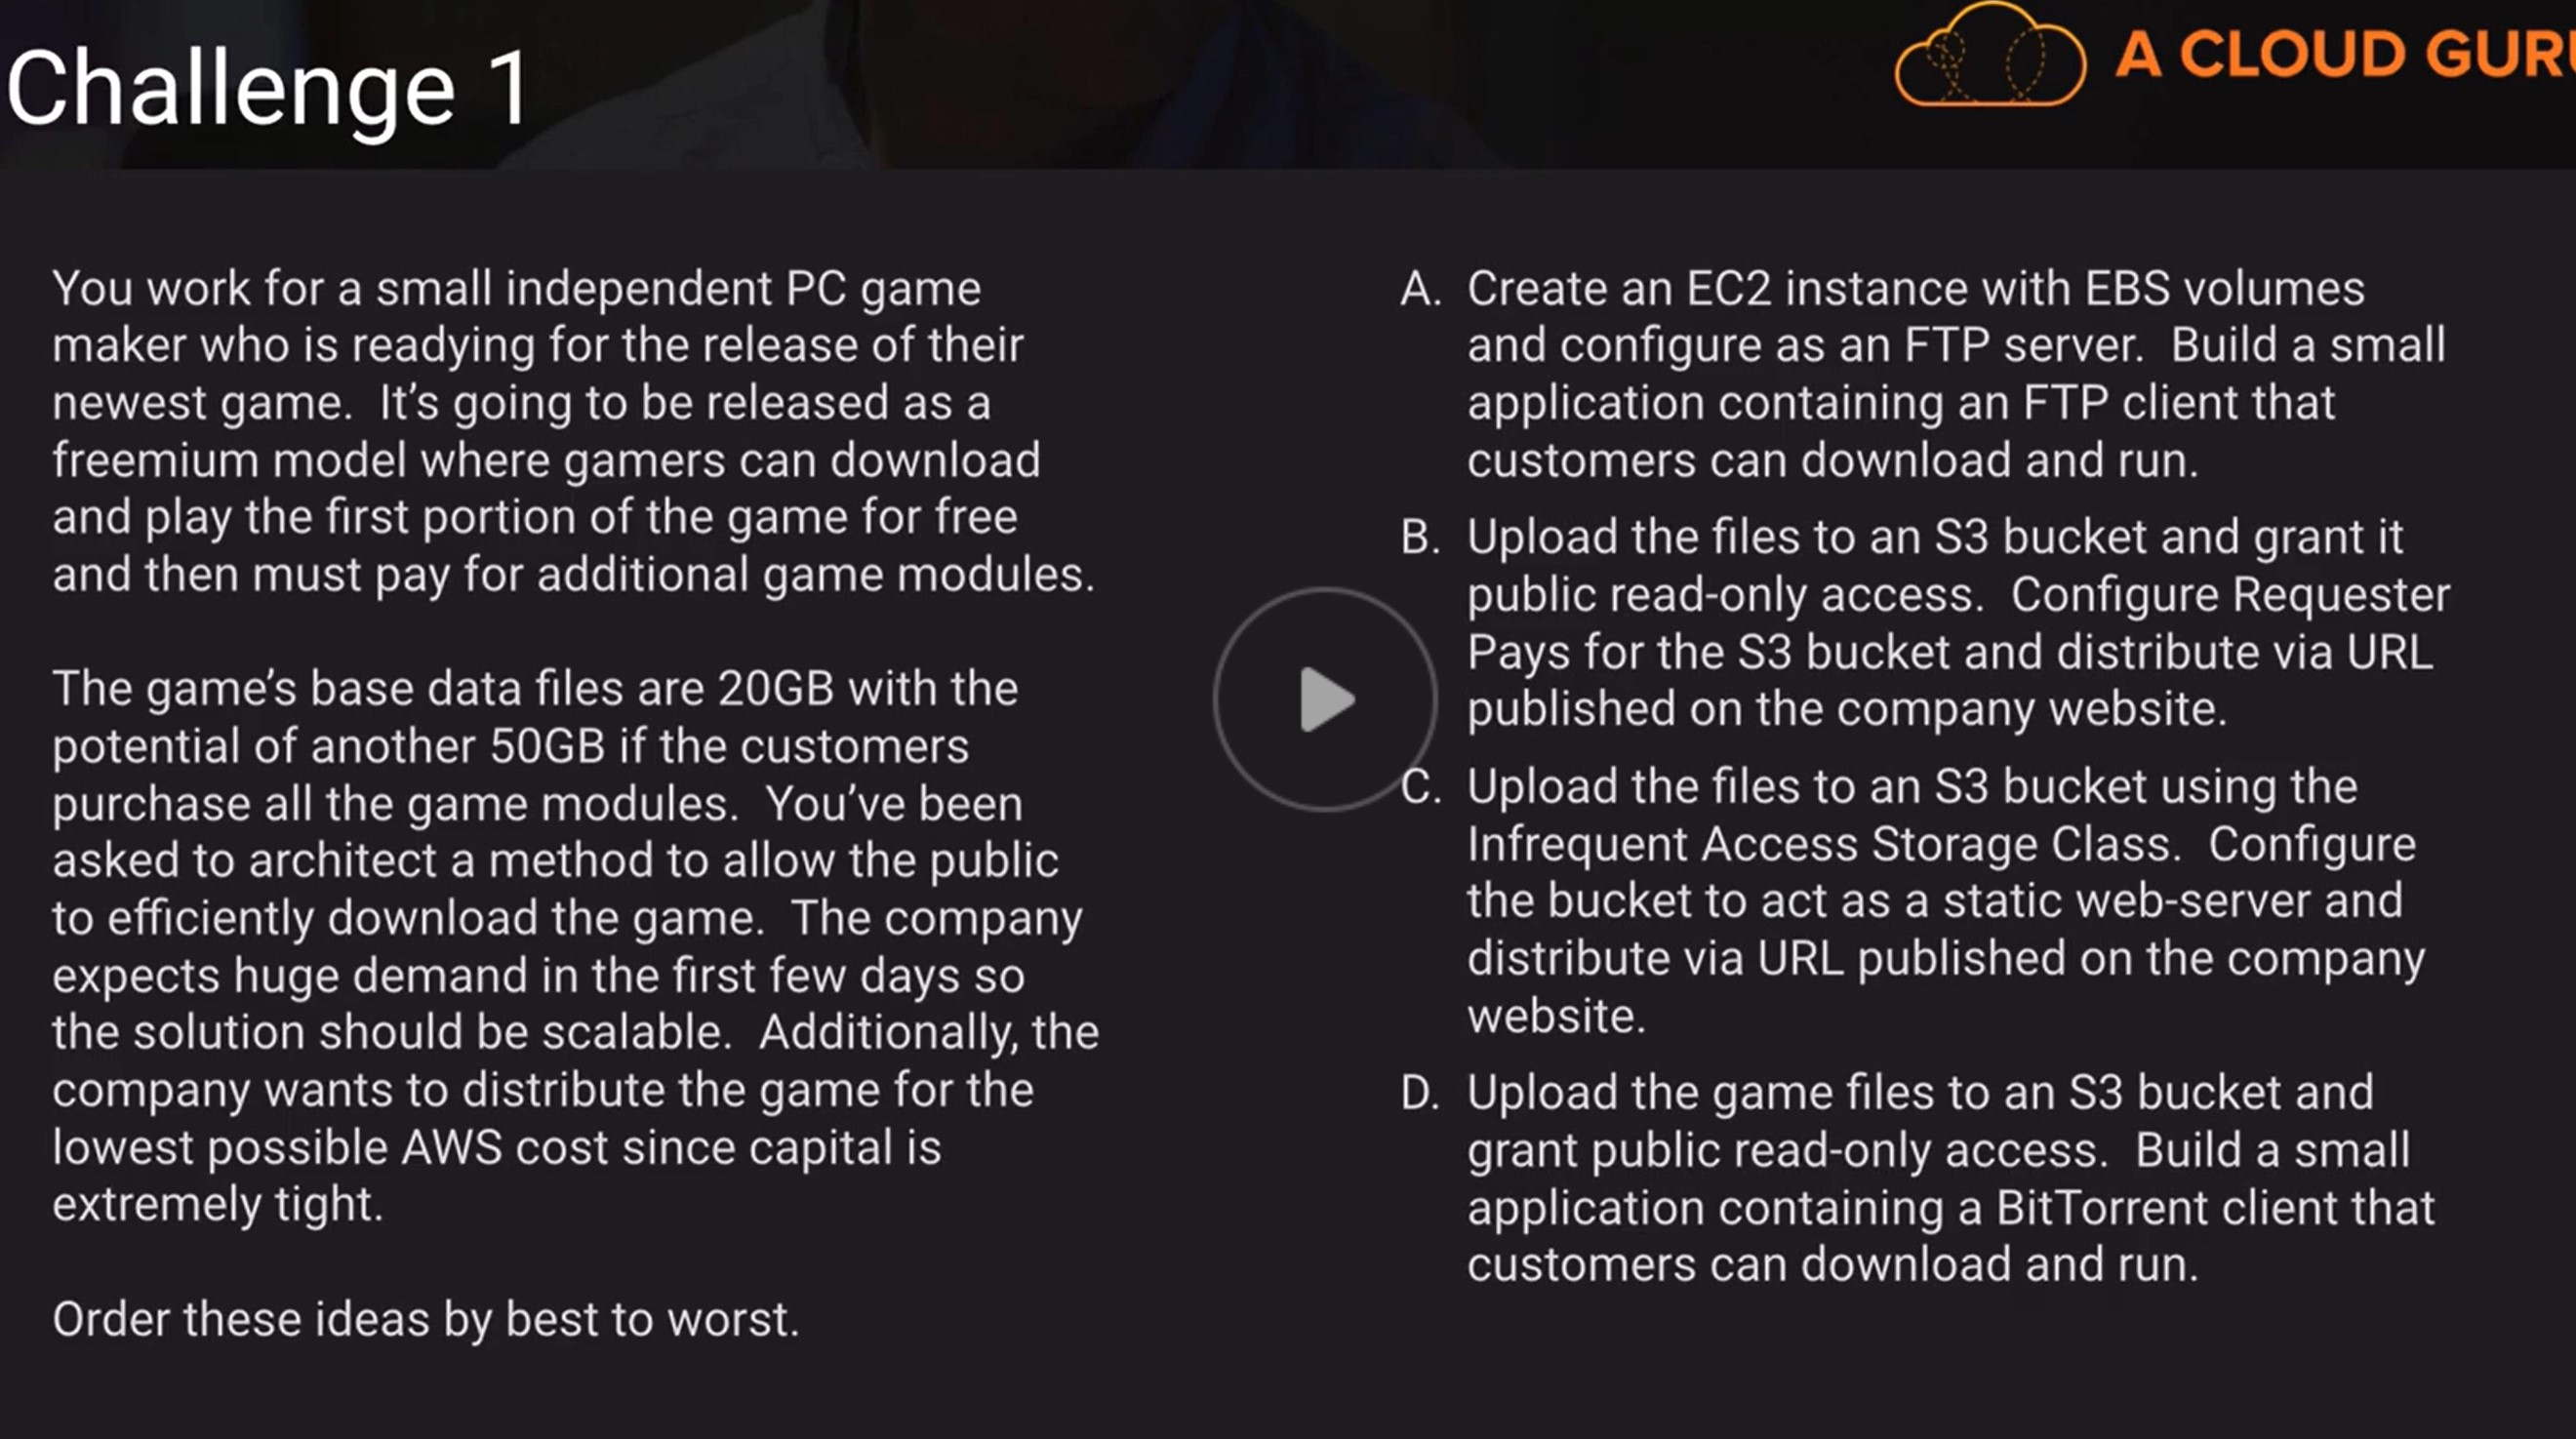 Challenge 1
A CLOUD GURU
You work for a small independent PC game
maker who is readying for the release of their
newest game.  It's going to be released as a
freemium model where gamers can download
and play the first portion of the game for free
and then must pay for additional game modules.
The game's base data files are 20GB with the
potential of another 50GB if the customers
purchase all the game modules.  You've been
asked to architect a method to allow the public
to efficiently download the game.  The company
expects huge demand in the first few days so
the solution should be scalable.  Additionally, the
company wants to distribute the game for the
lowest possible AWS cost since capital is
extremely tight.
Order these ideas by best to worst.
A. Create an EC2 instance with EBS volumes
and configure as an FTP server.  Build a small
application containing an FTP client that
customers can download and run.
B. Upload the files to an S3 bucket and grant it
public read-only access.  Configure Requester
Pays for the S3 bucket and distribute via URL
published on the company website.
C. Upload the files to an S3 bucket using the
Infrequent Access Storage Class.  Configure
the bucket to act as a static web-server and
distribute via URL published on the company
website.
D. Upload the game files to an S3 bucket and
grant public read-only access.  Build a small
application containing a BitTorrent client that
customers can download and run.